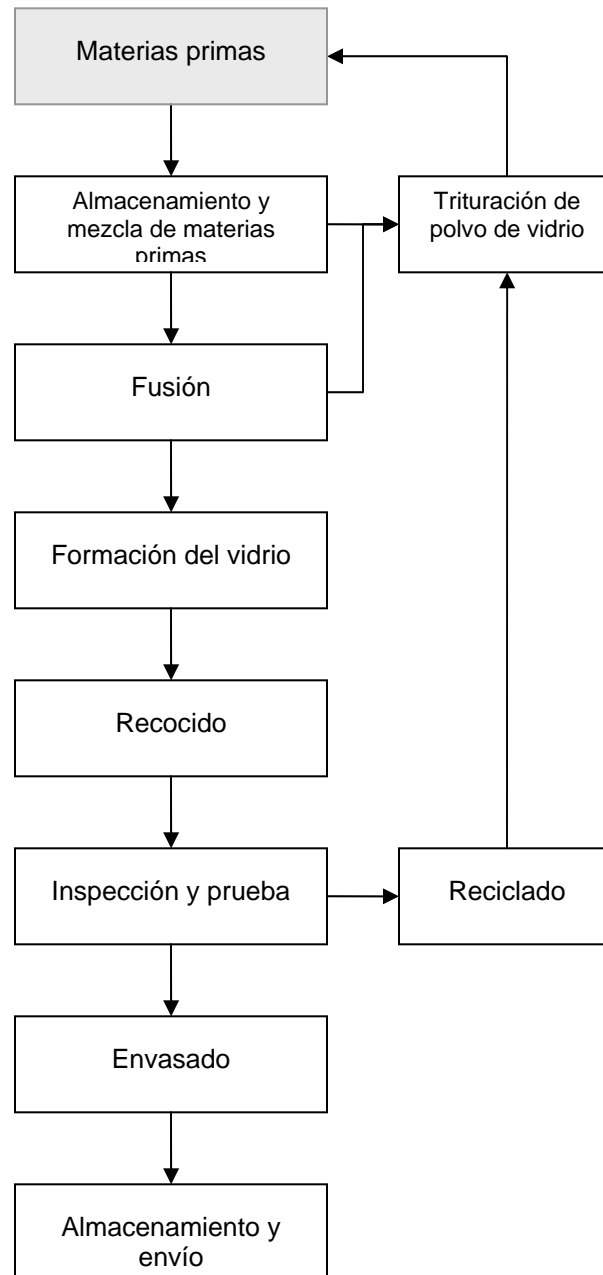 Materias primas
Almacenamiento y
mezcla de materias
primas
Trituración de
polvo de vidrio
Fusión
Formación del vidrio
Recocido
Inspección y prueba
Reciclado
Envasado
Almacenamiento y
envío